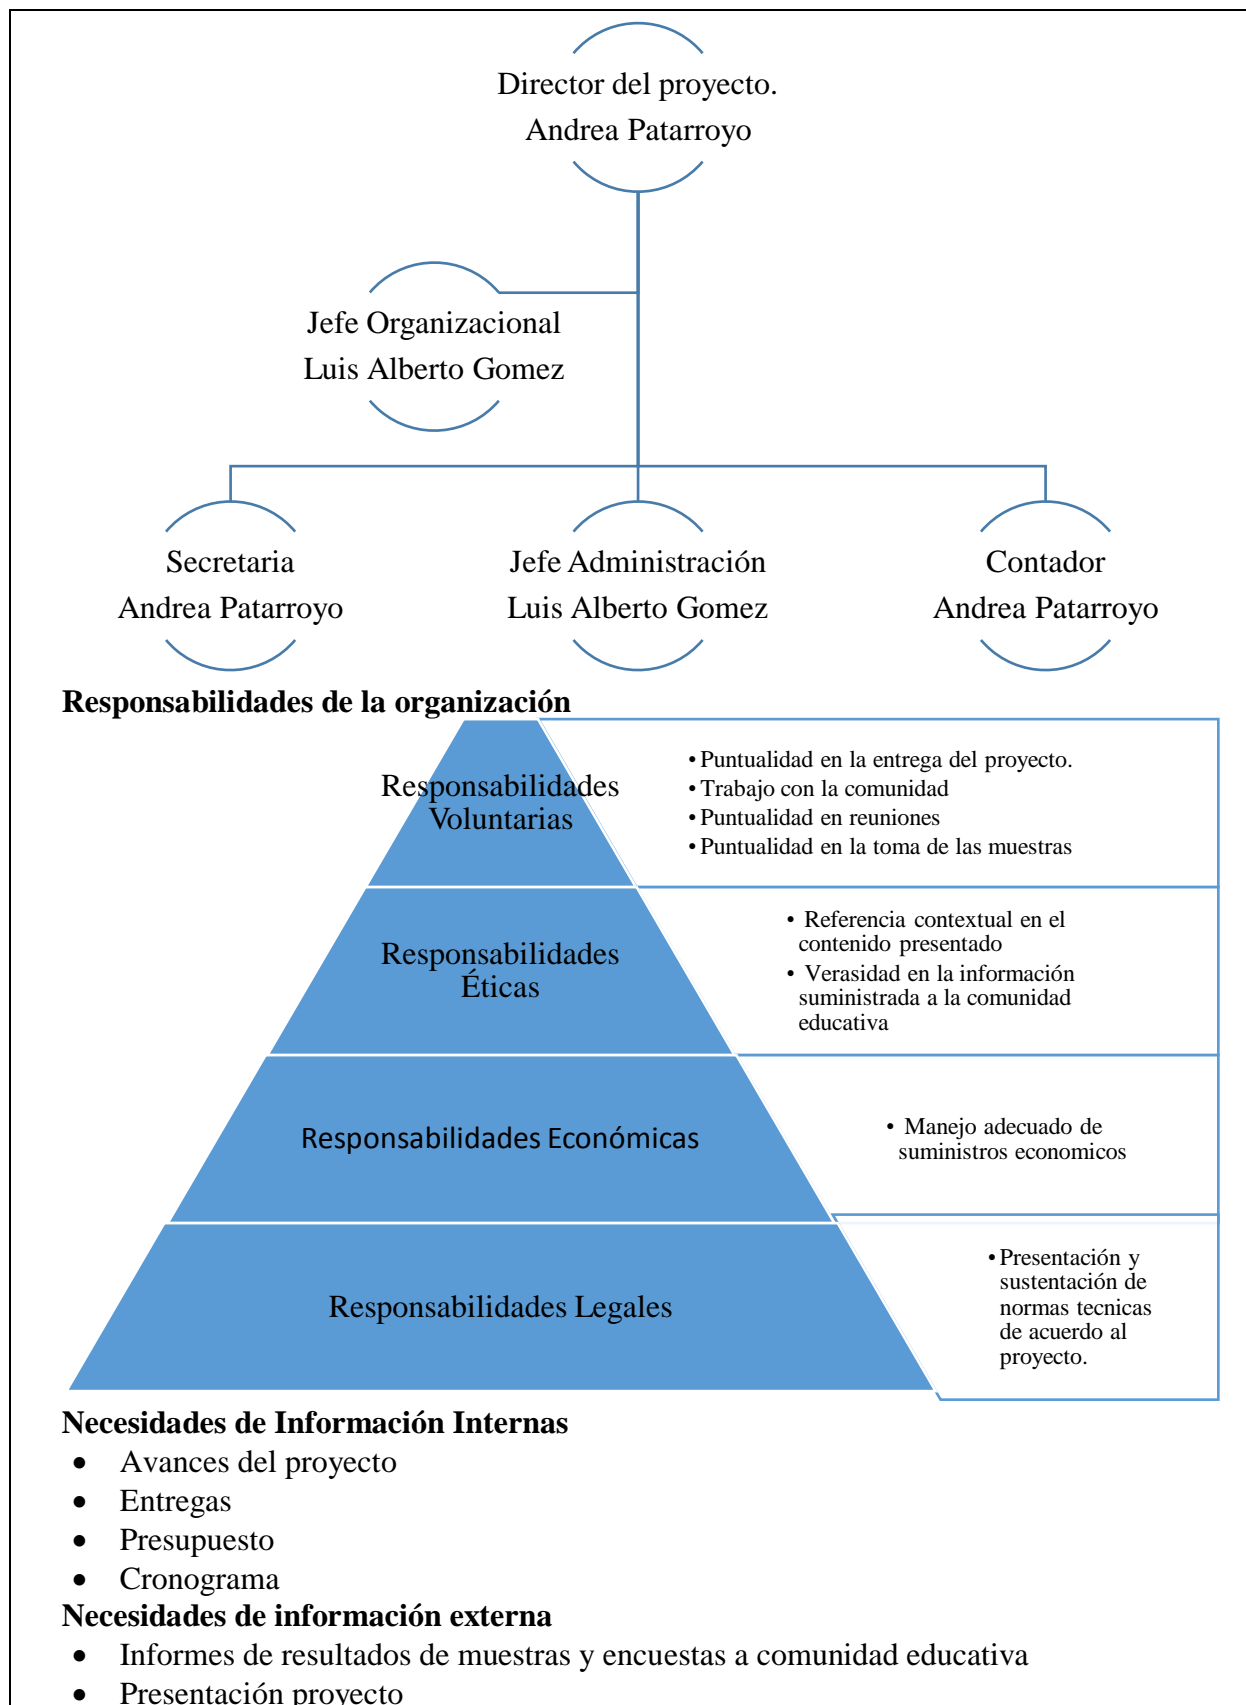 Director del proyecto.
Andrea Patarroyo
Jefe Organizacional
Luis Alberto Gomez
Secretaria
Andrea Patarroyo
Jefe Administración
Luis Alberto Gomez
Contador
Andrea Patarroyo
Responsabilidades de la organización
Responsabilidades
Voluntarias
• Puntualidad en la entrega del proyecto.
• Trabajo con la comunidad
• Puntualidad en reuniones
• Puntualidad en la toma de las muestras
Responsabilidades
Éticas
• Referencia contextual en el
contenido presentado
• Verasidad en la información
suministrada a la comunidad
educativa
Responsabilidades Económicas
• Manejo adecuado de
suministros economicos
Responsabilidades Legales
• Presentación y
sustentación de
normas tecnicas
de acuerdo al
proyecto.
Necesidades de Información Internas
• Avances del proyecto
• Entregas
• Presupuesto
• Cronograma
Necesidades de información externa
• Informes de resultados de muestras y encuestas a comunidad educativa
• Presentación proyecto